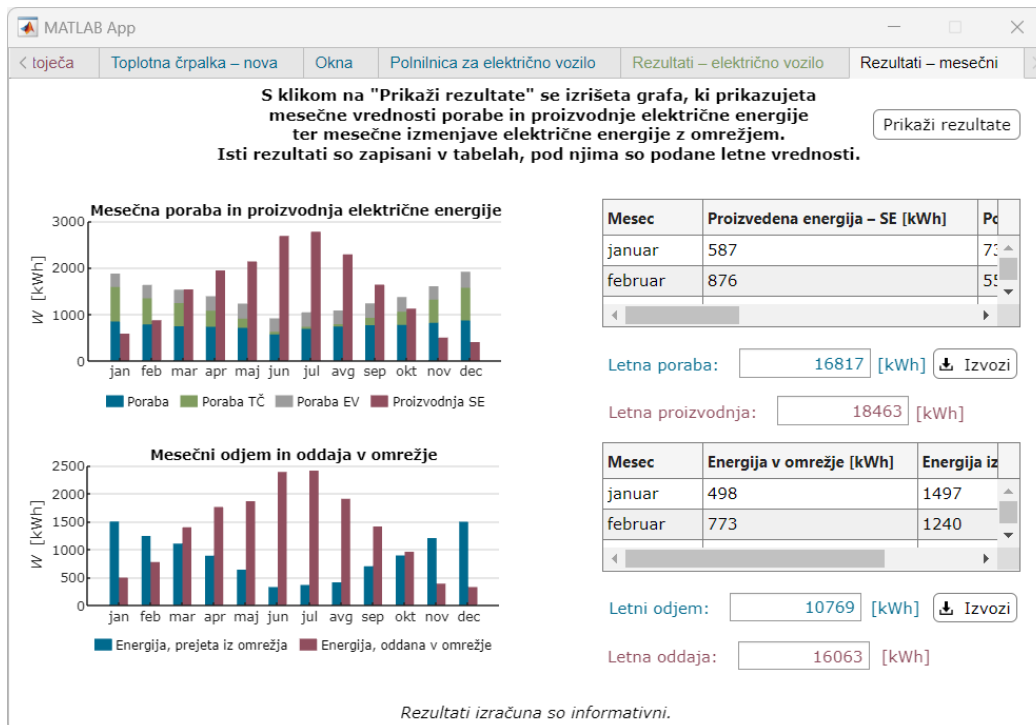 MATLAB App
toječa
Toplotna črpalka – nova
Okna
Polnilnica za električno vozilo
Rezultati – električno vozilo
Rezultati – mesečni
S klikom na "Prikaži rezultate" se izrišeta grafa, ki prikazujeta
mesečne vrednosti porabe in proizvodnje električne energije
ter mesečne izmenjave električne energije z omrežjem.
Isti rezultati so zapisani v tabelah, pod njima so podane letne vrednosti.
Prikaži rezultate
Mesečna poraba in proizvodnja električne energije
W [kWh]
3000
2000
1000
0
jan feb mar apr maj jun jul avg sep okt nov dec
Poraba Poraba TČ Poraba EV Proizvodnja SE
Mesec Proizvedena energija – SE [kWh]
januar 587
februar 876
Letna poraba: 16817 [kWh] Izvozi
Letna proizvodnja: 18463 [kWh]
Mesečni odjem in oddaja v omrežje
W [kWh]
2500
2000
1500
1000
500
0
jan feb mar apr maj jun jul avg sep okt nov dec
Energija, prejeta iz omrežja Energija, oddana v omrežje
Mesec Energija v omrežje [kWh] Energija iz
januar 498 1497
februar 773 1240
Letni odjem: 10769 [kWh] Izvozi
Letna oddaja: 16063 [kWh]
Rezultati izračuna so informativni.